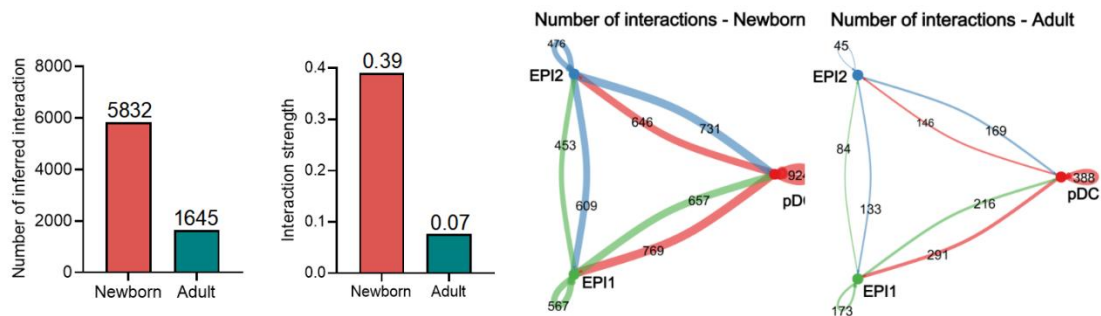 Number of inferred interaction
8000
6000
4000
2000
0
5832
1645
Newborn Adult
Interaction strength
0.4
0.3
0.2
0.1
0.0
0.39
0.07
Newborn Adult
Number of interactions - Newborn
476
EPI2
646
731
453
609
657
769
924
pDC
EPI1
567
Number of interactions - Adult
45
EPI2
146
169
84
133
388
pDC
216
291
EPI1
173